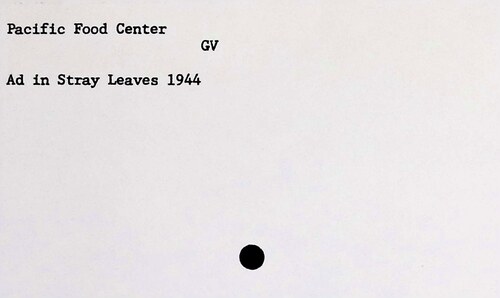 Pacific Food Center
GV
Ad in Stray Leaves 1944